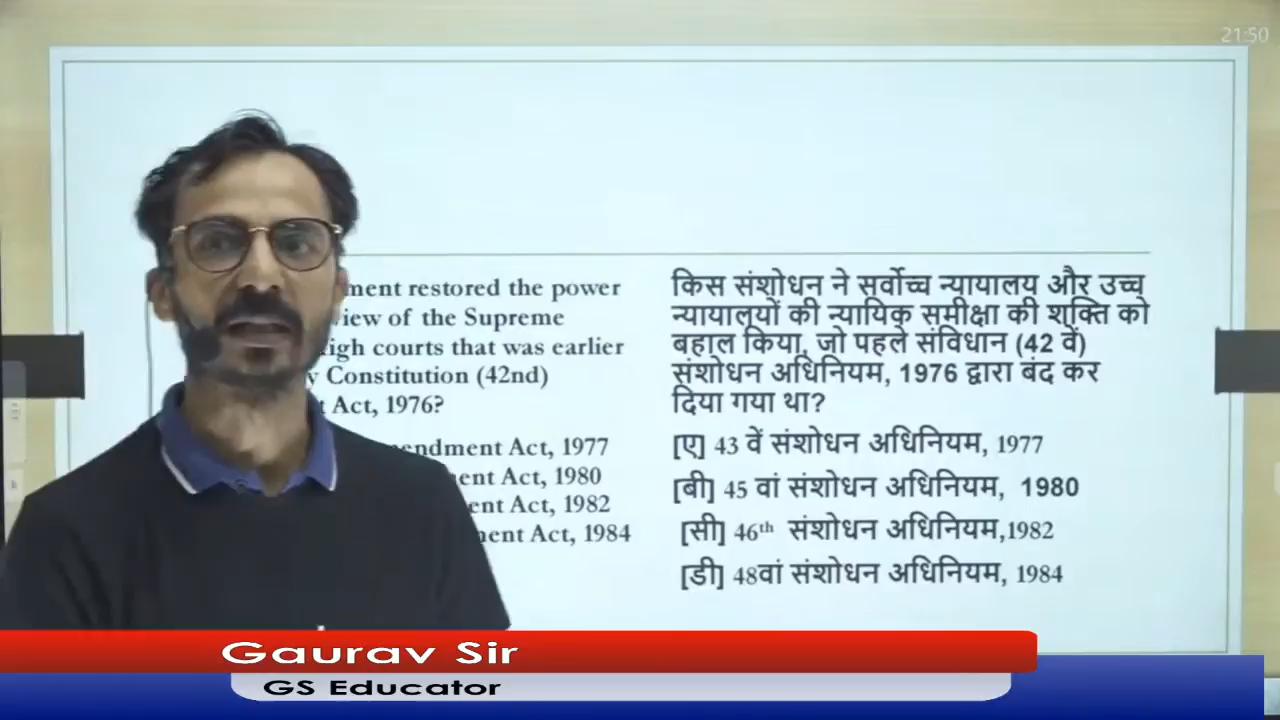 21:50
ment restored the power
view of the Supreme
igh courts that was earlier
Constitution (42nd)
Act, 1976?
endment Act, 1977
ent Act, 1980
ent Act, 1982
ment Act, 1984
किस संशोधन ने सर्वोच्च न्यायालय और उच्च
न्यायालयों की न्यायिक समीक्षा की शक्ति को
बहाल किया, जो पहले संविधान (42 वें)
संशोधन अधिनियम, 1976 द्वारा बंद कर
दिया गया था?
[ए] 43 वें संशोधन अधिनियम, 1977
[बी] 45 वां संशोधन अधिनियम, 1980
[सी] 46th संशोधन अधिनियम,1982
[डी] 48वां संशोधन अधिनियम, 1984
Gaurav Sir
GS Educator